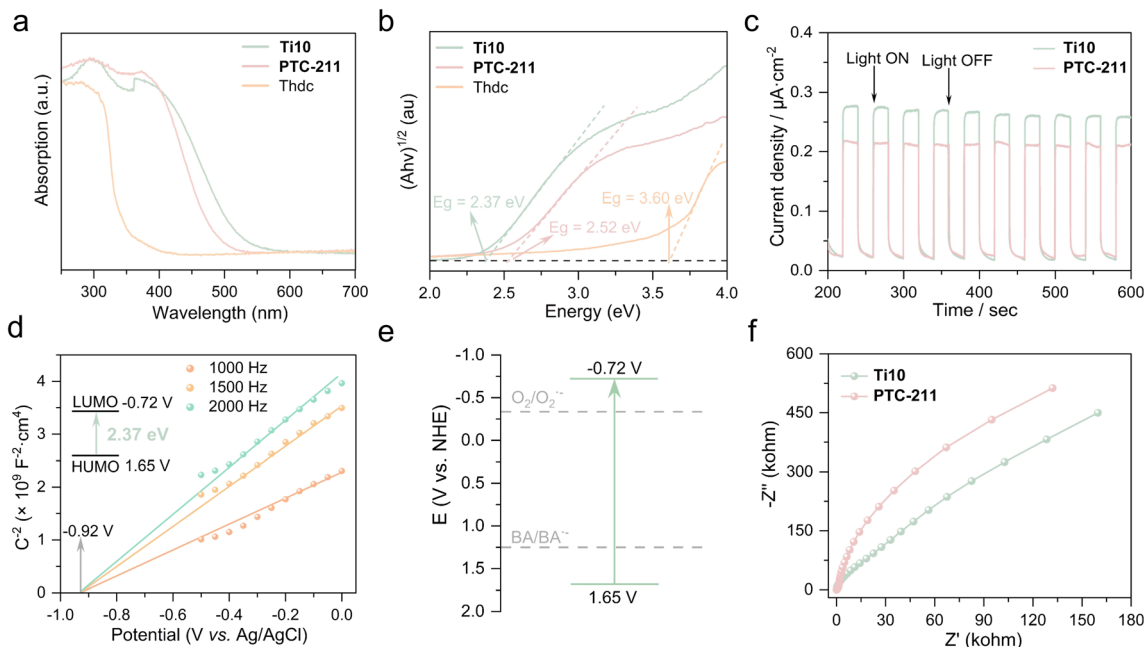 a
Absorption (a.u.)
Ti10
PTC-211
Thdc
300 400 500 600 700
Wavelength (nm)
b
(Ahv)1/2 (au)
Ti10
PTC-211
Thdc
Eg = 2.37 eV
Eg = 3.60 eV
Eg = 2.52 eV
2.0 2.5 3.0 3.5 4.0
Energy (eV)
c
Current density / μA·cm-2
0.4
0.3
0.2
0.1
0.0
Ti10
PTC-211
Light ON
Light OFF
200 300 400 500 600
Time / sec
d
C-2 (× 109 F-2·cm4)
4
3
2
1
0
1000 Hz
1500 Hz
2000 Hz
LUMO -0.72 V
2.37 eV
HUMO 1.65 V
-0.92 V
-1.0 -0.8 -0.6 -0.4 -0.2 0.0
Potential (V vs. Ag/AgCl)
e
E (V vs. NHE)
-1.0
-0.5
0.0
0.5
1.0
1.5
2.0
-0.72 V
O2/O2·-
BA/BA·-
1.65 V
f
-Z'' (kohm)
600
450
300
150
0
Ti10
PTC-211
0 30 60 90 120 150 180
Z' (kohm)